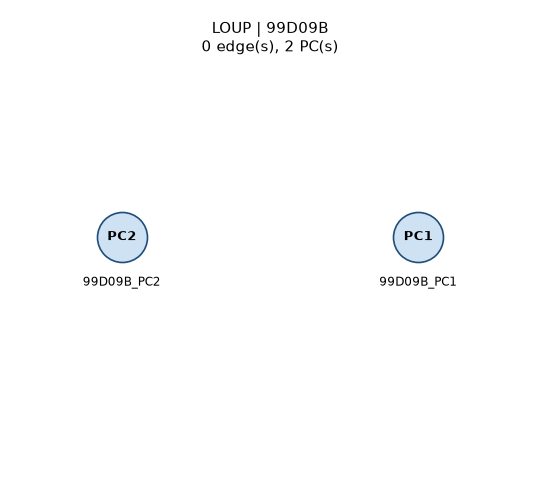 LOUP | 99D09B
0 edge(s), 2 PC(s)
PC2
PC1
99D09B_PC2
99D09B_PC1